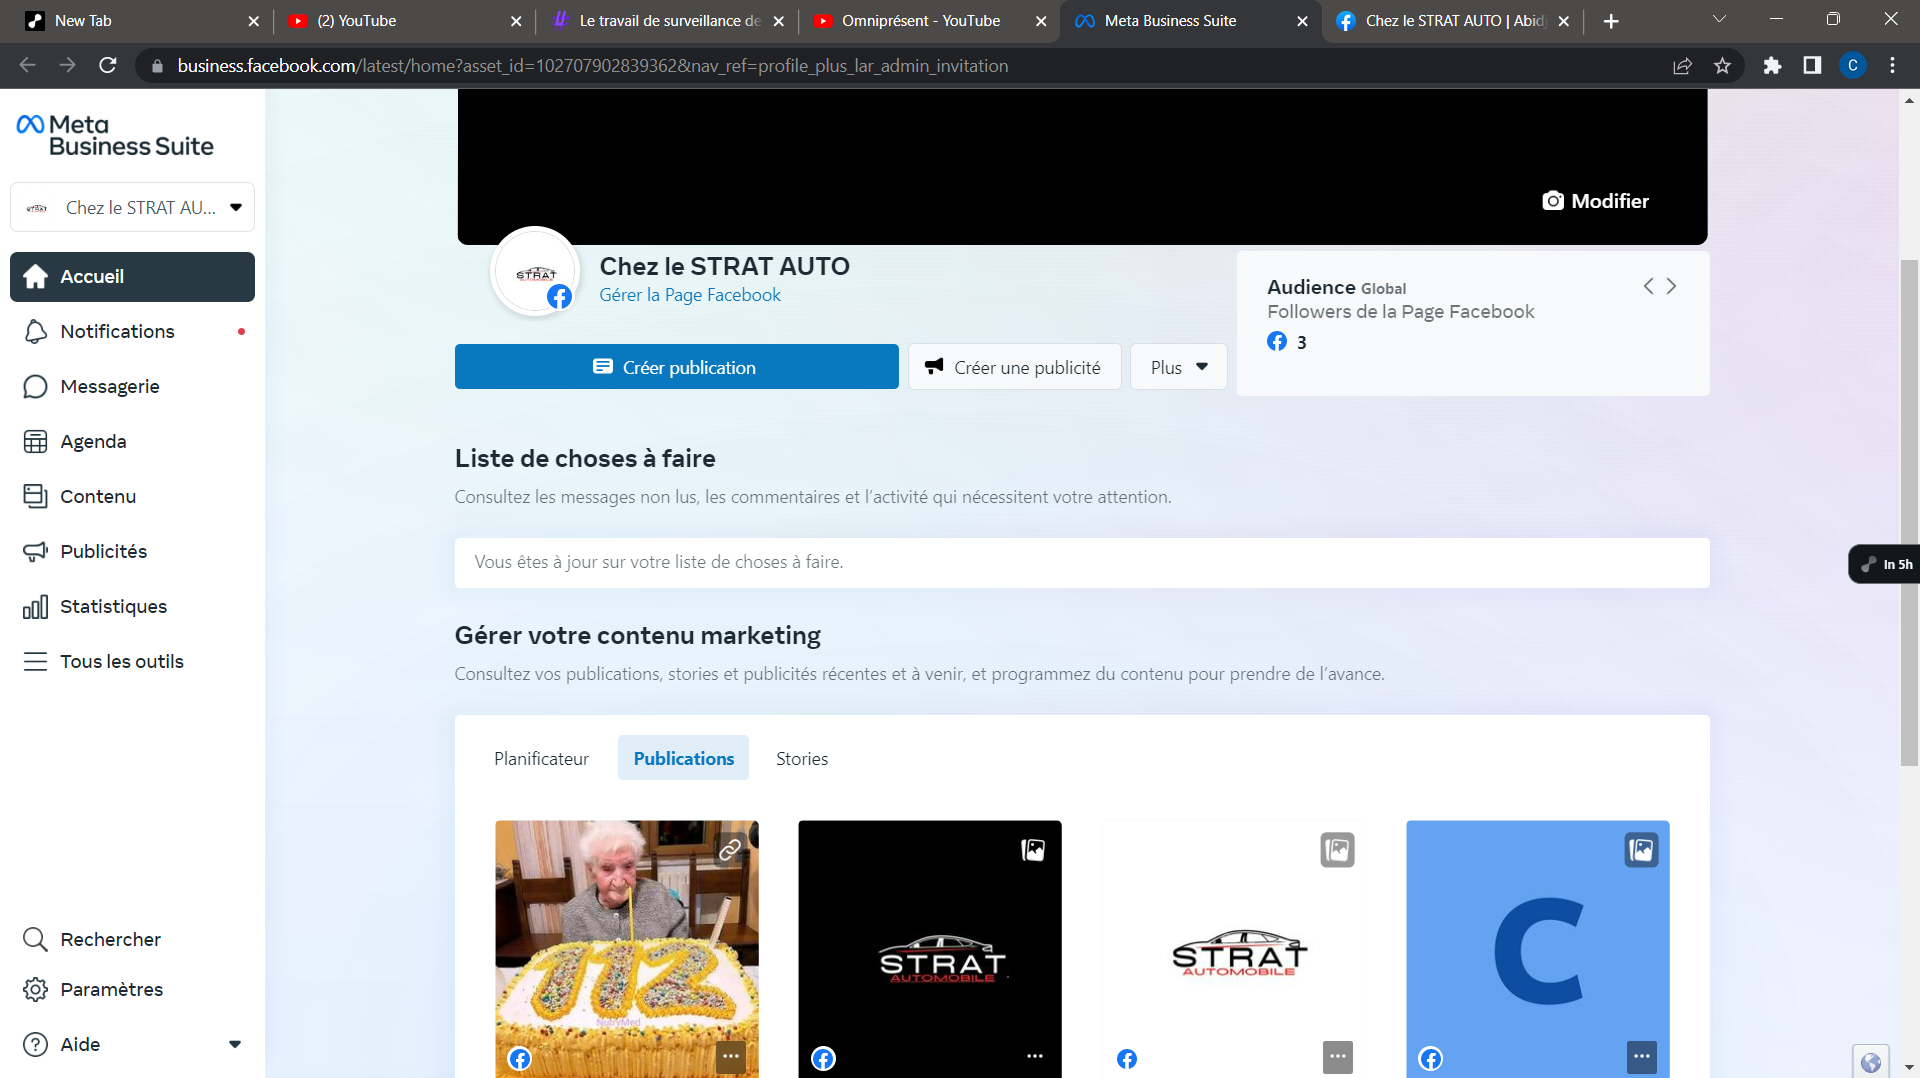 New Tab
(2) YouTube
Le travail de surveillance de
Omniprésent - YouTube
Meta Business Suite
Chez le STRAT AUTO | Abidj
business.facebook.com/latest/home?asset_id=102707902839362&nav_ref=profile_plus_lar_admin_invitation
C
Meta
Business Suite
Chez le STRAT AU...
Accueil
Notifications
Messagerie
Agenda
Contenu
Publicités
Statistiques
Tous les outils
Rechercher
Paramètres
Aide
Modifier
STRAT
Chez le STRAT AUTO
Gérer la Page Facebook
Créer publication
Créer une publicité
Plus
Audience Global
Followers de la Page Facebook
3
Liste de choses à faire
Consultez les messages non lus, les commentaires et l'activité qui nécessitent votre attention.
Vous êtes à jour sur votre liste de choses à faire.
In 5h
Gérer votre contenu marketing
Consultez vos publications, stories et publicités récentes et à venir, et programmez du contenu pour prendre de l'avance.
Planificateur
Publications
Stories
112
NutryMed
STRAT
AUTOMOBILE
STRAT
AUTOMOBILE
C